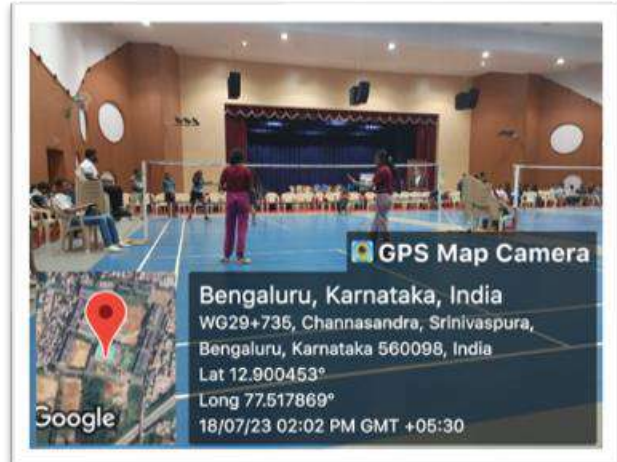 GPS Map Camera
Bengaluru, Karnataka, India
WG29+735, Channasandra, Srinivaspura,
Bengaluru, Karnataka 560098, India
Lat 12.900453°
Long 77.517869°
18/07/23 02:02 PM GMT +05:30
Google